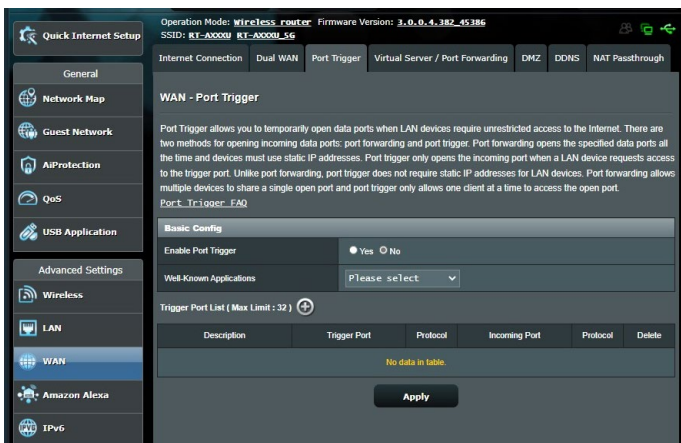 Quick Internet Setup
General
Network Map
Guest Network
AiProtection
QoS
USB Application
Advanced Settings
Wireless
LAN
WAN
Amazon Alexa
IPv6
Operation Mode: Wireless router Firmware Version: 3.0.0.4.382_45386
SSID: RT-AXXXU RT-AXXXU_5G
Internet Connection Dual WAN Port Trigger Virtual Server / Port Forwarding DMZ DDNS NAT Passthrough
WAN - Port Trigger
Port Trigger allows you to temporarily open data ports when LAN devices require unrestricted access to the Internet. There are
two methods for opening incoming data ports: port forwarding and port trigger. Port forwarding opens the specified data ports all
the time and devices must use static IP addresses. Port trigger only opens the incoming port when a LAN device requests access
to the trigger port. Unlike port forwarding, port trigger does not require static IP addresses for LAN devices. Port forwarding allows
multiple devices to share a single open port and port trigger only allows one client at a time to access the open port.
Port Trigger FAQ
Basic Config
Enable Port Trigger Yes No
Well-Known Applications Please select
Trigger Port List ( Max Limit : 32 )
Description Trigger Port Protocol Incoming Port Protocol Delete
No data in table.
Apply